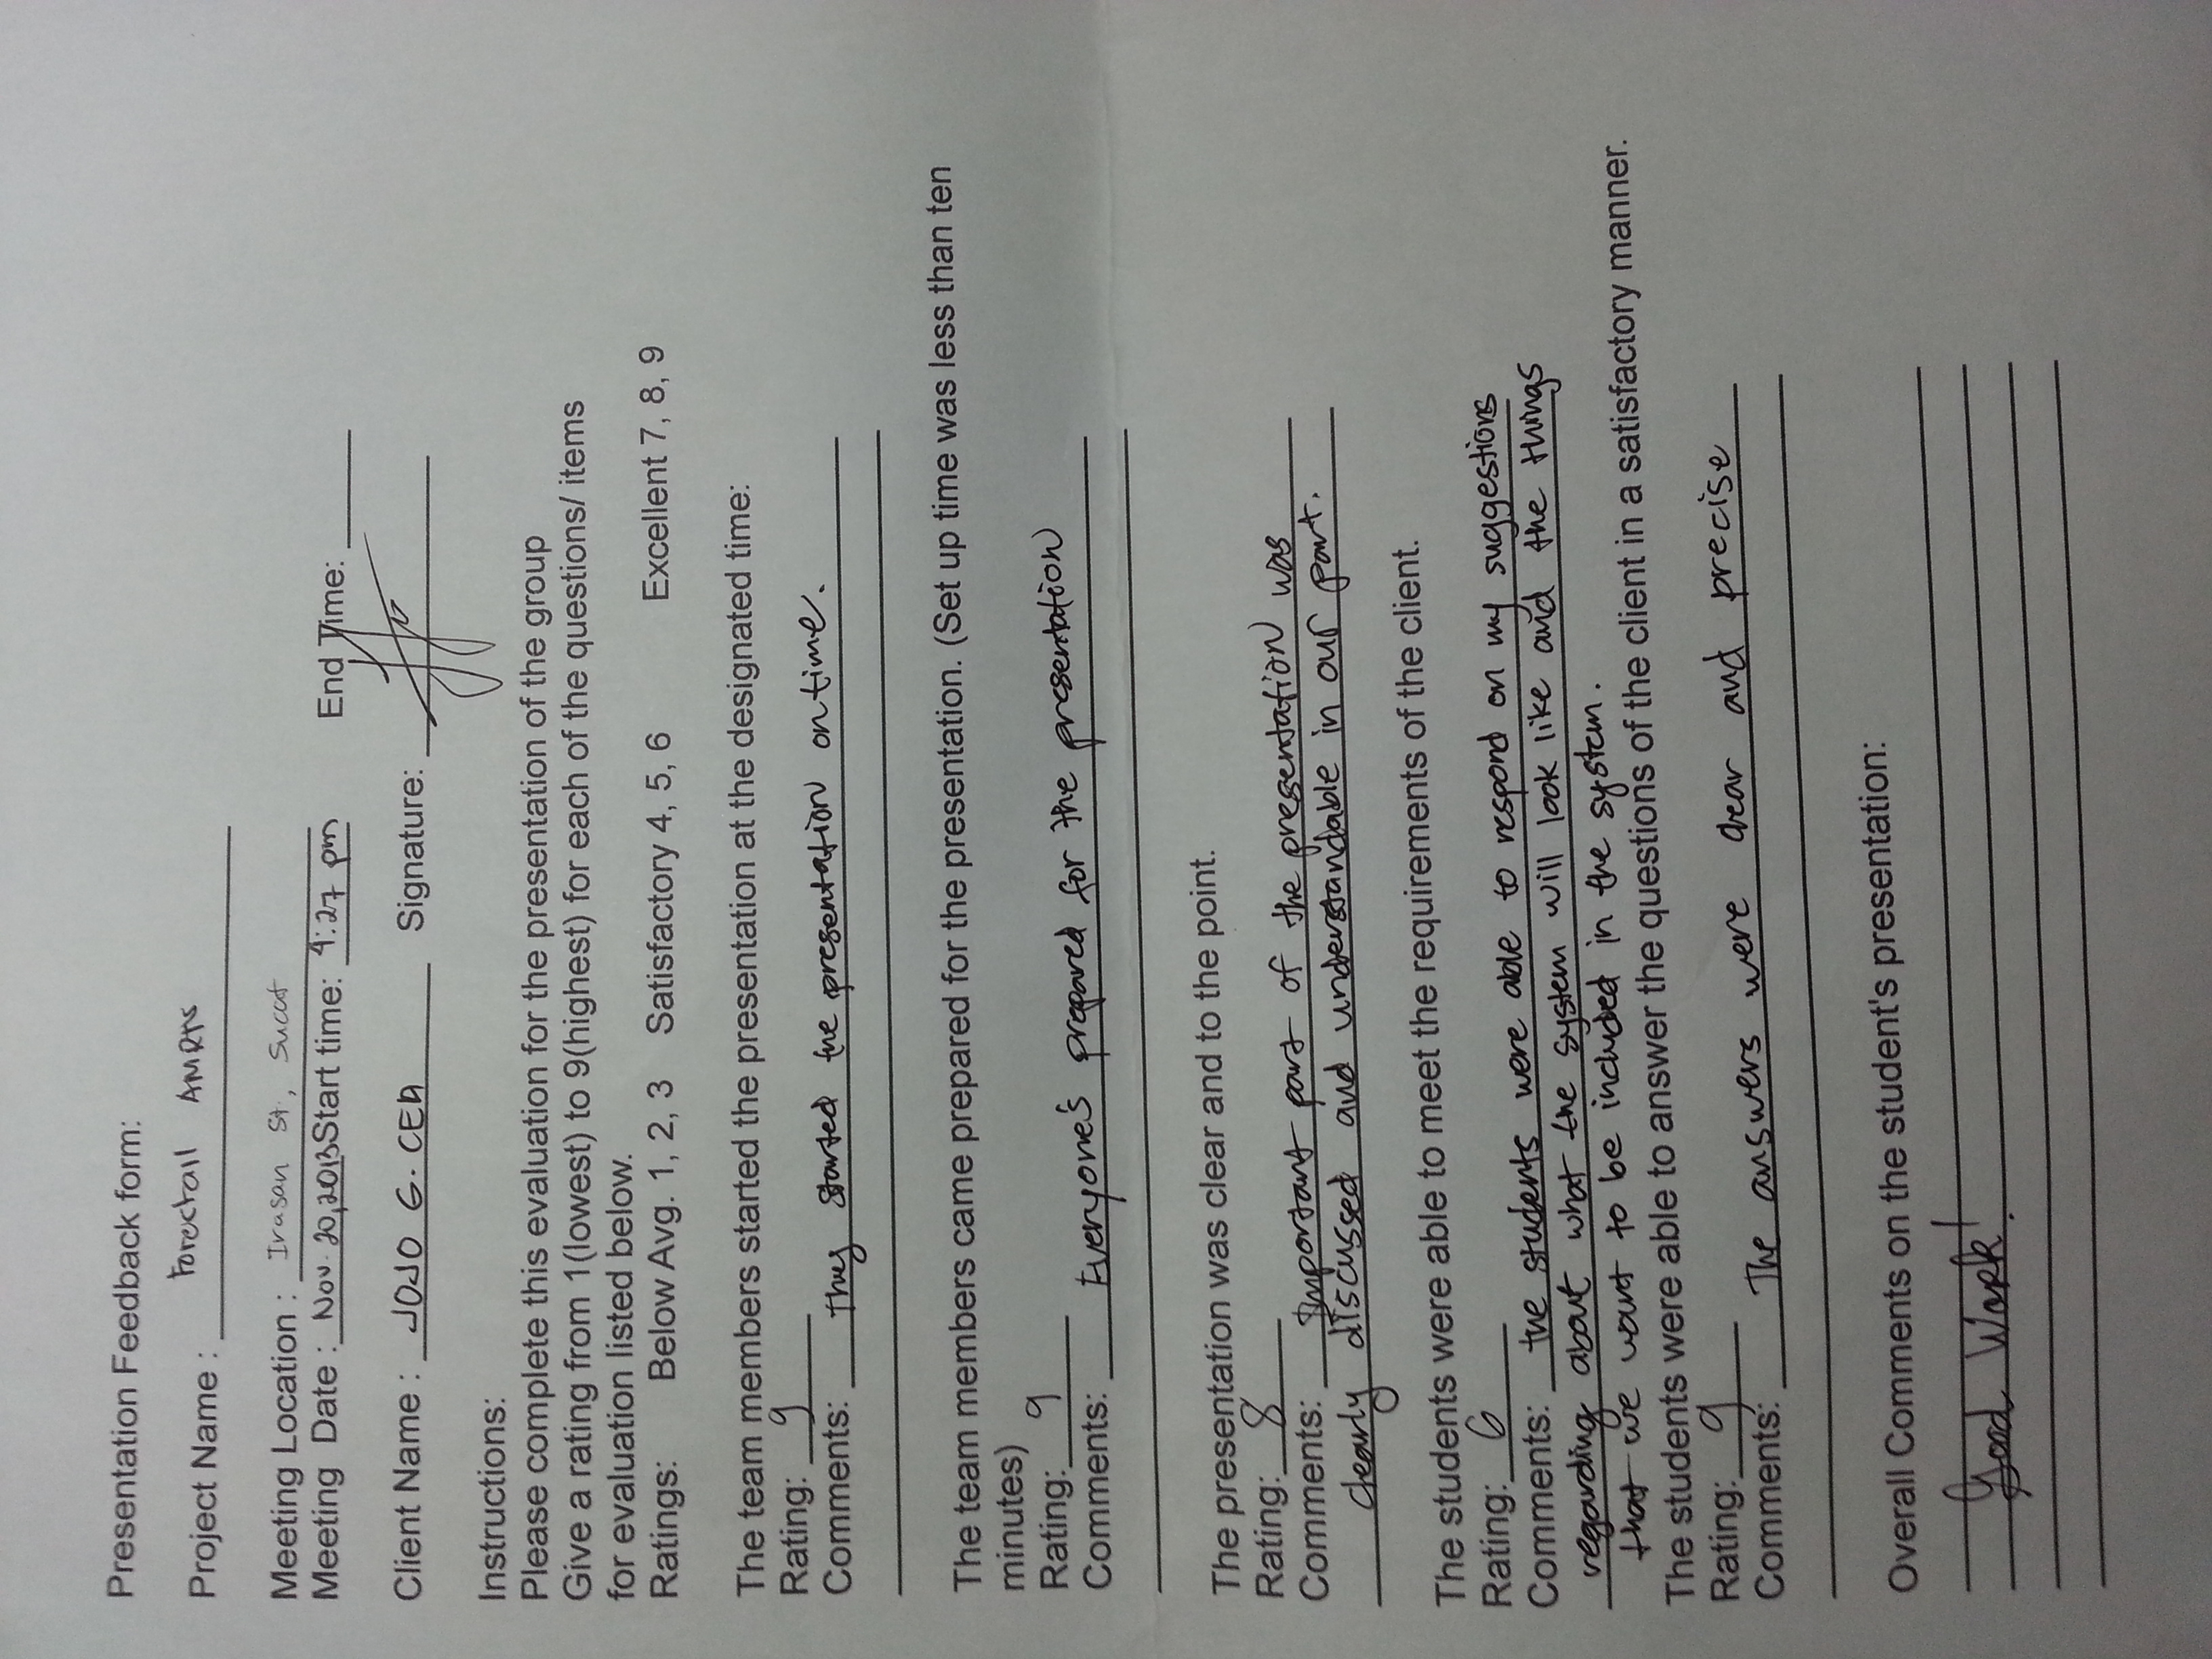 Presentation Feedback form:
Project Name :
Meeting Location : Irasan St., Sucat
Meeting Date : Nov. 20, 2013 Start time: 4:27 pm End Time:
Client Name : JOJO G. CEA Signature:
Instructions:
Please complete this evaluation for the presentation of the group
Give a rating from 1(lowest) to 9(highest) for each of the questions/ items
for evaluation listed below.
Ratings: Below Avg. 1, 2, 3 Satisfactory 4, 5, 6 Excellent 7, 8, 9
The team members started the presentation at the designated time:
Rating: 9
Comments: They started the presentation on time.
The team members came prepared for the presentation. (Set up time was less than ten
minutes)
Rating: 9
Comments: Everyone's prepared for the presentation
The presentation was clear and to the point.
Rating: 8
Comments: Important part of the presentation was
clearly discussed and understandable in our part.
The students were able to meet the requirements of the client.
Rating: 6
Comments: the students were able to respond on my suggestions
regarding about what the system will look like and the things
that we want to be included in the system.
The students were able to answer the questions of the client in a satisfactory manner.
Rating: 9
Comments: The answers were clear and precise
Overall Comments on the student's presentation:
Good Work!